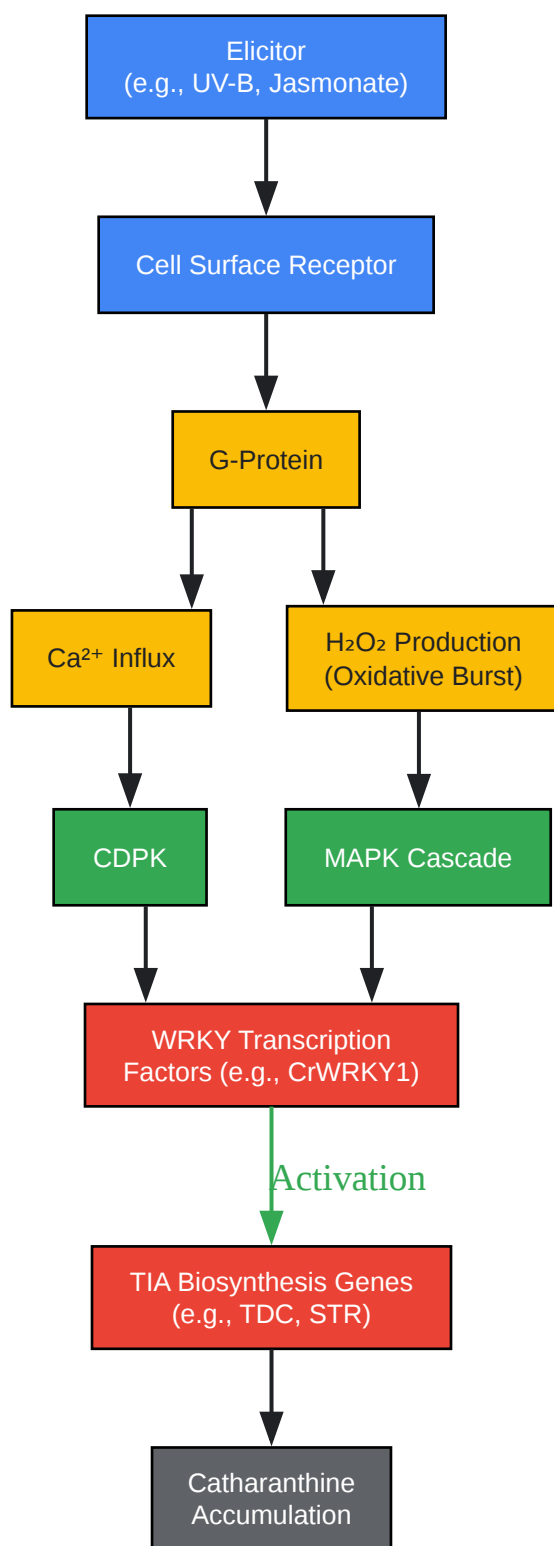 Elicitor
(e.g., UV-B, Jasmonate)
Cell Surface Receptor
G-Protein
Ca²⁺ Influx
H₂O₂ Production
(Oxidative Burst)
CDPK
MAPK Cascade
WRKY Transcription
Factors (e.g., CrWRKY1)
Activation
TIA Biosynthesis Genes
(e.g., TDC, STR)
Catharanthine
Accumulation